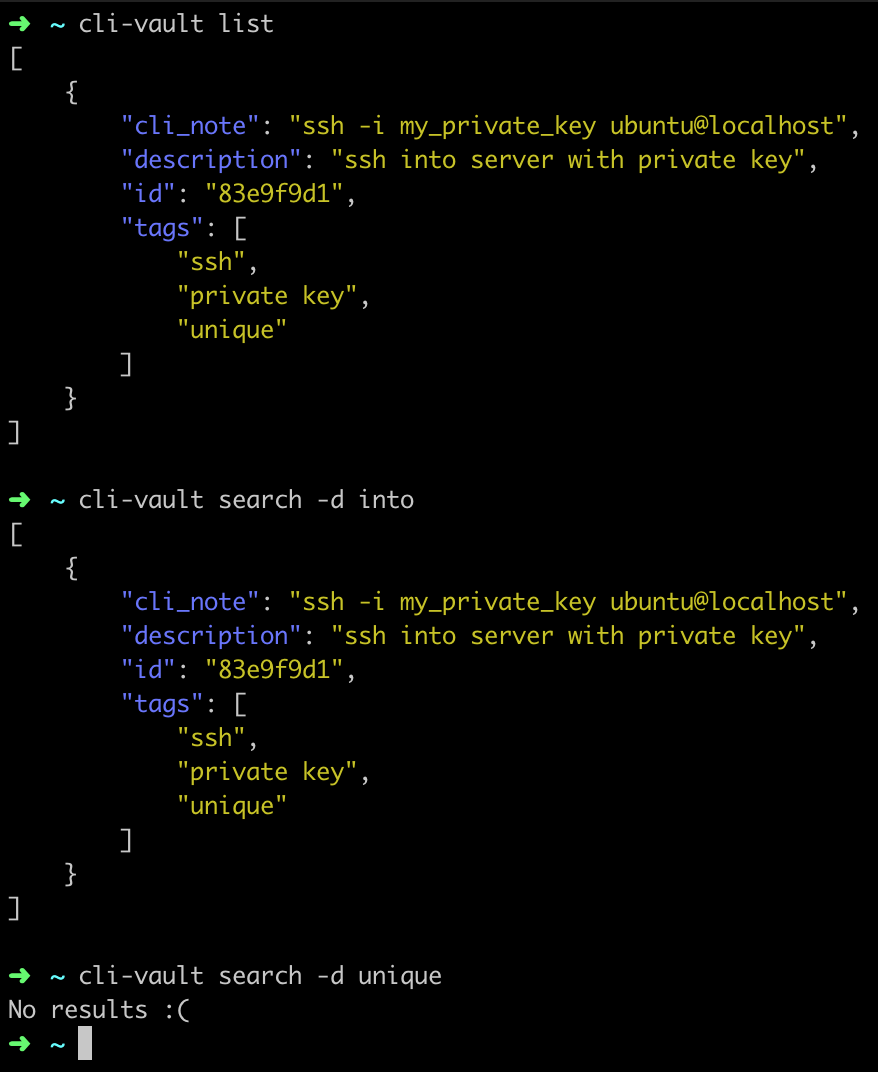 ➜ ~ cli-vault list
[
    {
        "cli_note": "ssh -i my_private_key ubuntu@localhost",
        "description": "ssh into server with private key",
        "id": "83e9f9d1",
        "tags": [
            "ssh",
            "private key",
            "unique"
        ]
    }
]
➜ ~ cli-vault search -d into
[
    {
        "cli_note": "ssh -i my_private_key ubuntu@localhost",
        "description": "ssh into server with private key",
        "id": "83e9f9d1",
        "tags": [
            "ssh",
            "private key",
            "unique"
        ]
    }
]
➜ ~ cli-vault search -d unique
No results :(
➜ ~